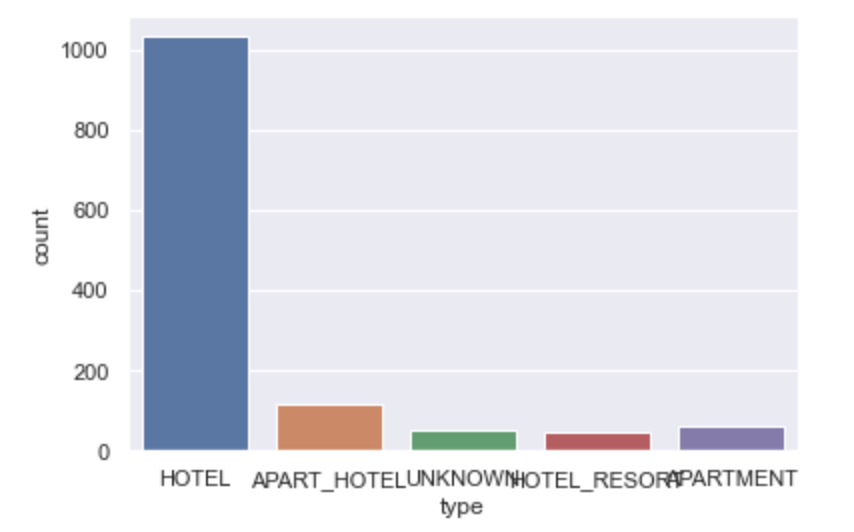 1000
800
600
400
200
0
count
HOTEL APART_HOTEL UNKNOWN HOTEL_RESORT APARTMENT
type